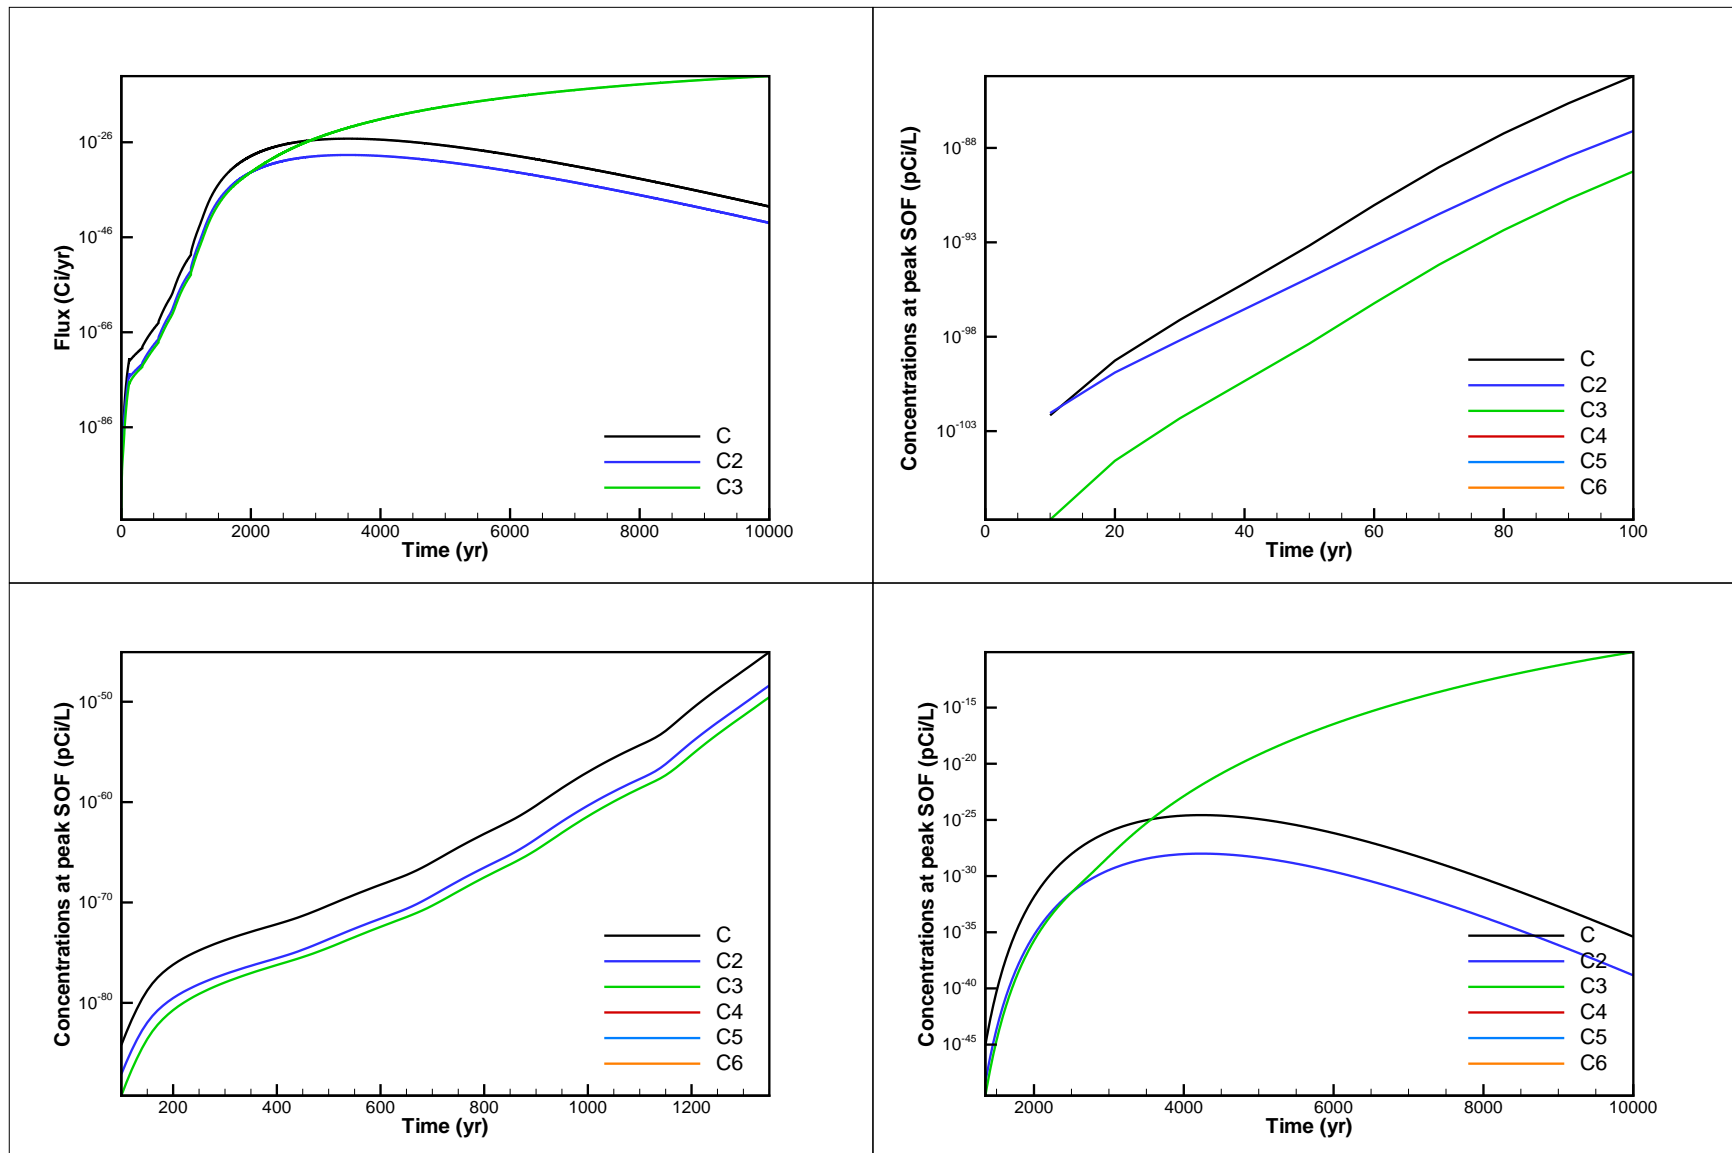 Flux (Ci/yr)
10^-26
10^-46
10^-66
10^-86
C
C2
C3
0 2000 4000 6000 8000 10000
Time (yr)
Concentrations at peak SOF (pCi/L)
10^-88
10^-93
10^-98
10^-103
C
C2
C3
C4
C5
C6
0 20 40 60 80 100
Time (yr)
Concentrations at peak SOF (pCi/L)
10^-50
10^-60
10^-70
10^-80
C
C2
C3
C4
C5
C6
200 400 600 800 1000 1200
Time (yr)
Concentrations at peak SOF (pCi/L)
10^-15
10^-20
10^-25
10^-30
10^-35
10^-40
10^-45
C
C2
C3
C4
C5
C6
2000 4000 6000 8000 10000
Time (yr)